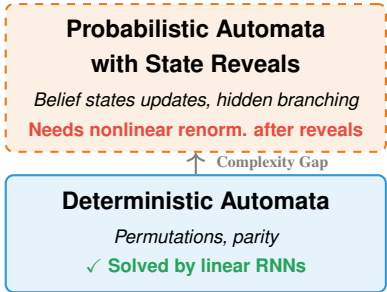 Probabilistic Automata
with State Reveals
Belief states updates, hidden branching
Needs nonlinear renorm. after reveals
Complexity Gap
Deterministic Automata
Permutations, parity
✓ Solved by linear RNNs